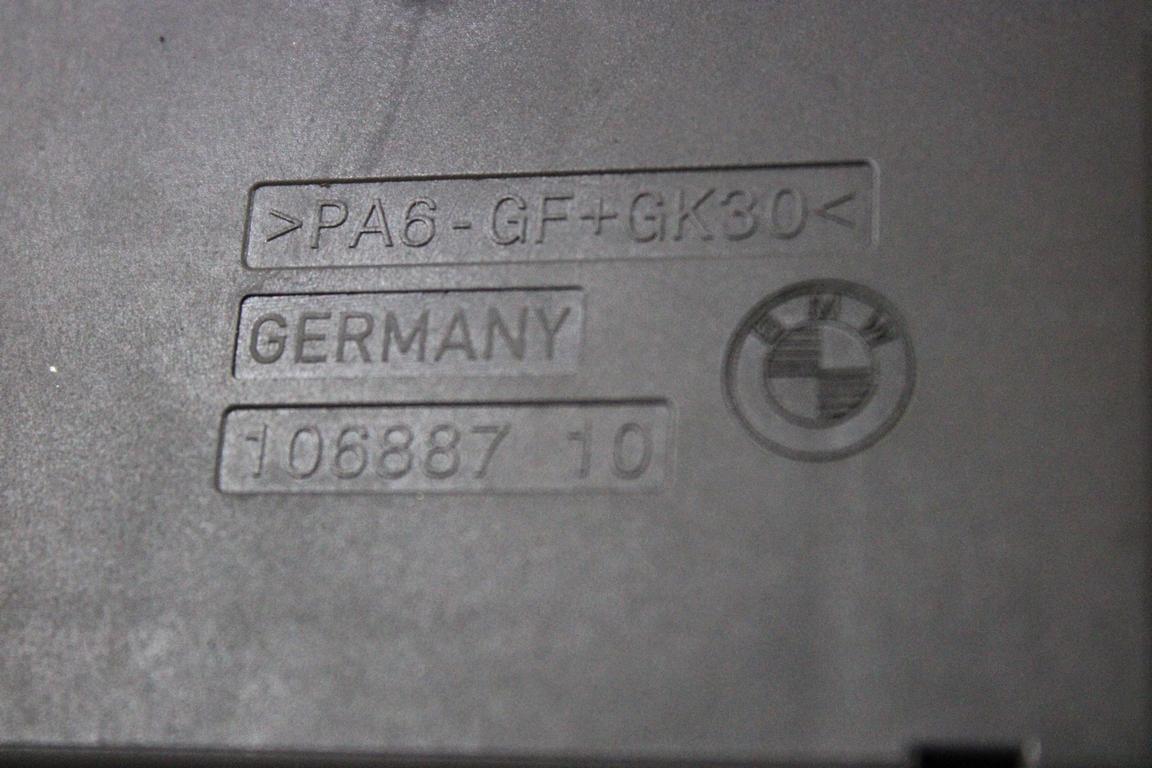 >PA6-GF+GK30<
GERMANY
BMW
106887 10